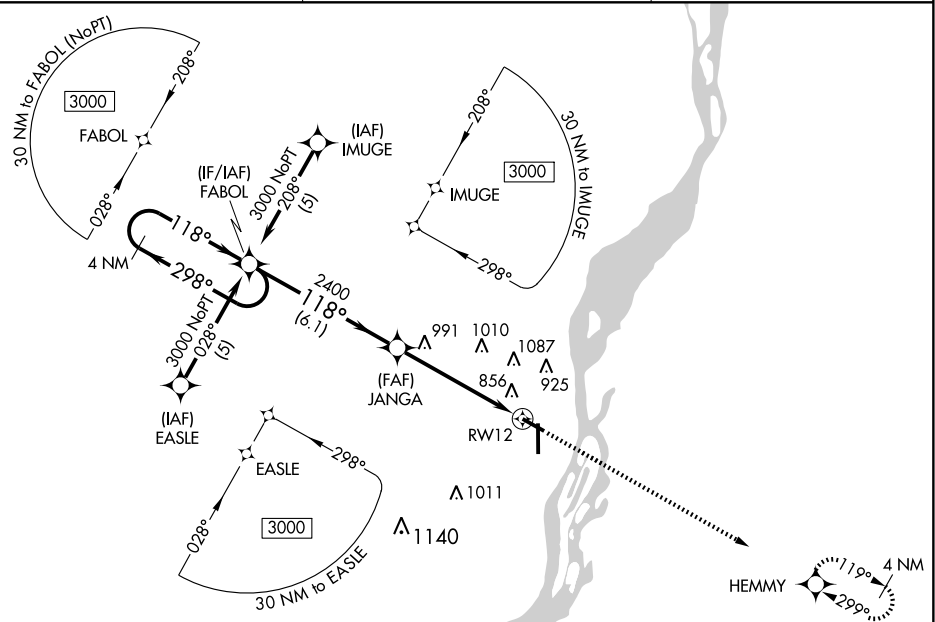 30 NM to FABOL (NoPT)
208°
3000
FABOL
028°
(IAF)
IMUGE
3000 NoPT
208°
(5)
(IF/IAF)
FABOL
208°
30 NM to IMUGE
3000
IMUGE
298°
118°
4 NM
298°
3000 NoPT
028°
(5)
(IAF)
EASLE
2400
118°
(6.1)
(FAF)
JANGA
991
1010
1087
925
856
RW12
EASLE
298°
028°
3000
30 NM to EASLE
1011
1140
HEMMY
119°
4 NM
299°